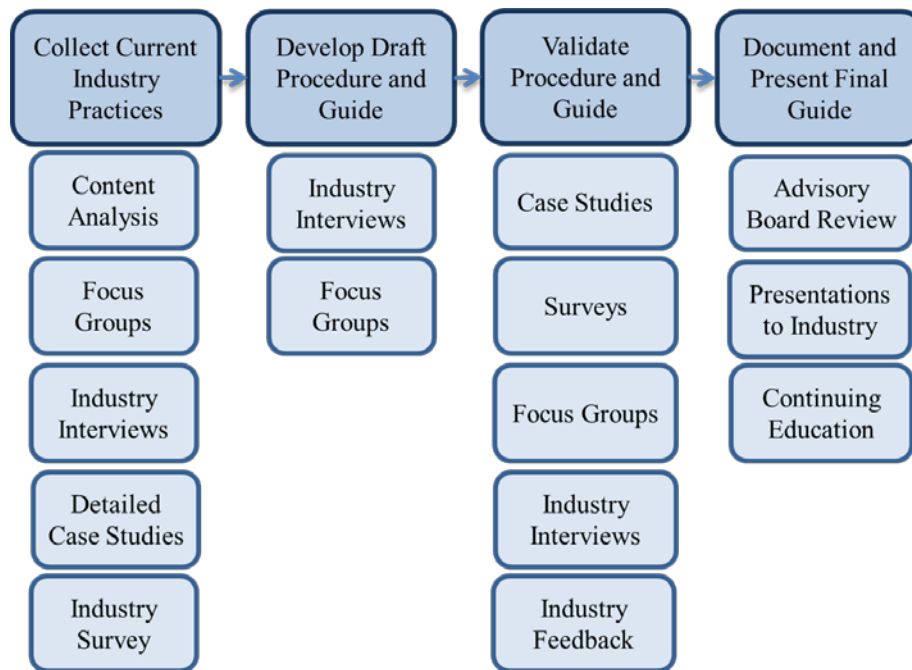 Collect Current
Industry
Practices
Develop Draft
Procedure and
Guide
Validate
Procedure and
Guide
Document and
Present Final
Guide
Content
Analysis
Focus
Groups
Industry
Interviews
Detailed
Case Studies
Industry
Survey
Industry
Interviews
Focus
Groups
Case Studies
Surveys
Focus Groups
Industry
Interviews
Industry
Feedback
Advisory
Board Review
Presentations
to Industry
Continuing
Education